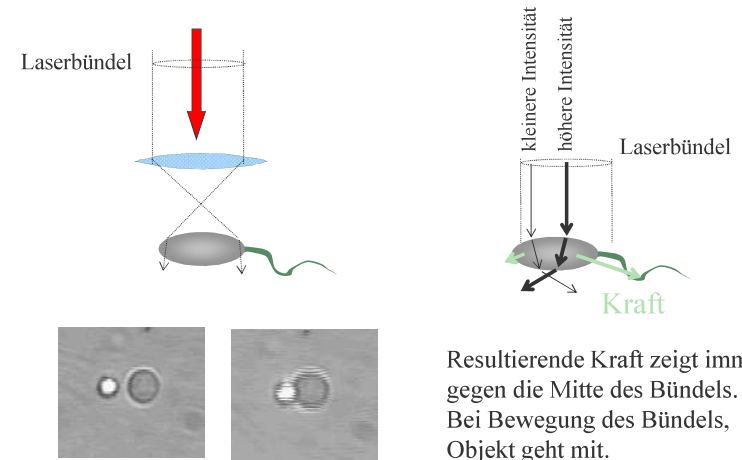 Laserbündel
kleinere Intensität
höhere Intensität
Laserbündel
Kraft
Resultierende Kraft zeigt
gegen die Mitte des Bündels.
Bei Bewegung des Bündels,
Objekt geht mit.